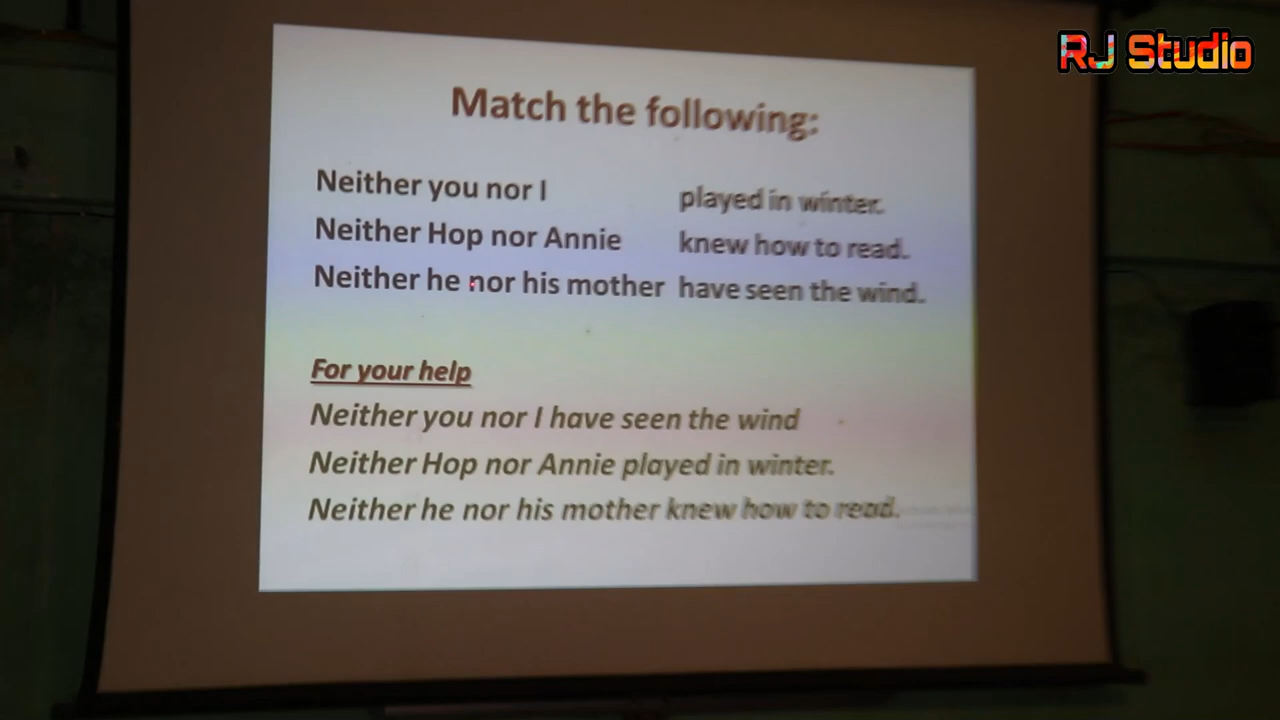 RJ Studio
Match the following:
Neither you nor I played in winter.
Neither Hop nor Annie knew how to read.
Neither he nor his mother have seen the wind.
For your help
Neither you nor I have seen the wind
Neither Hop nor Annie played in winter.
Neither he nor his mother knew how to read.